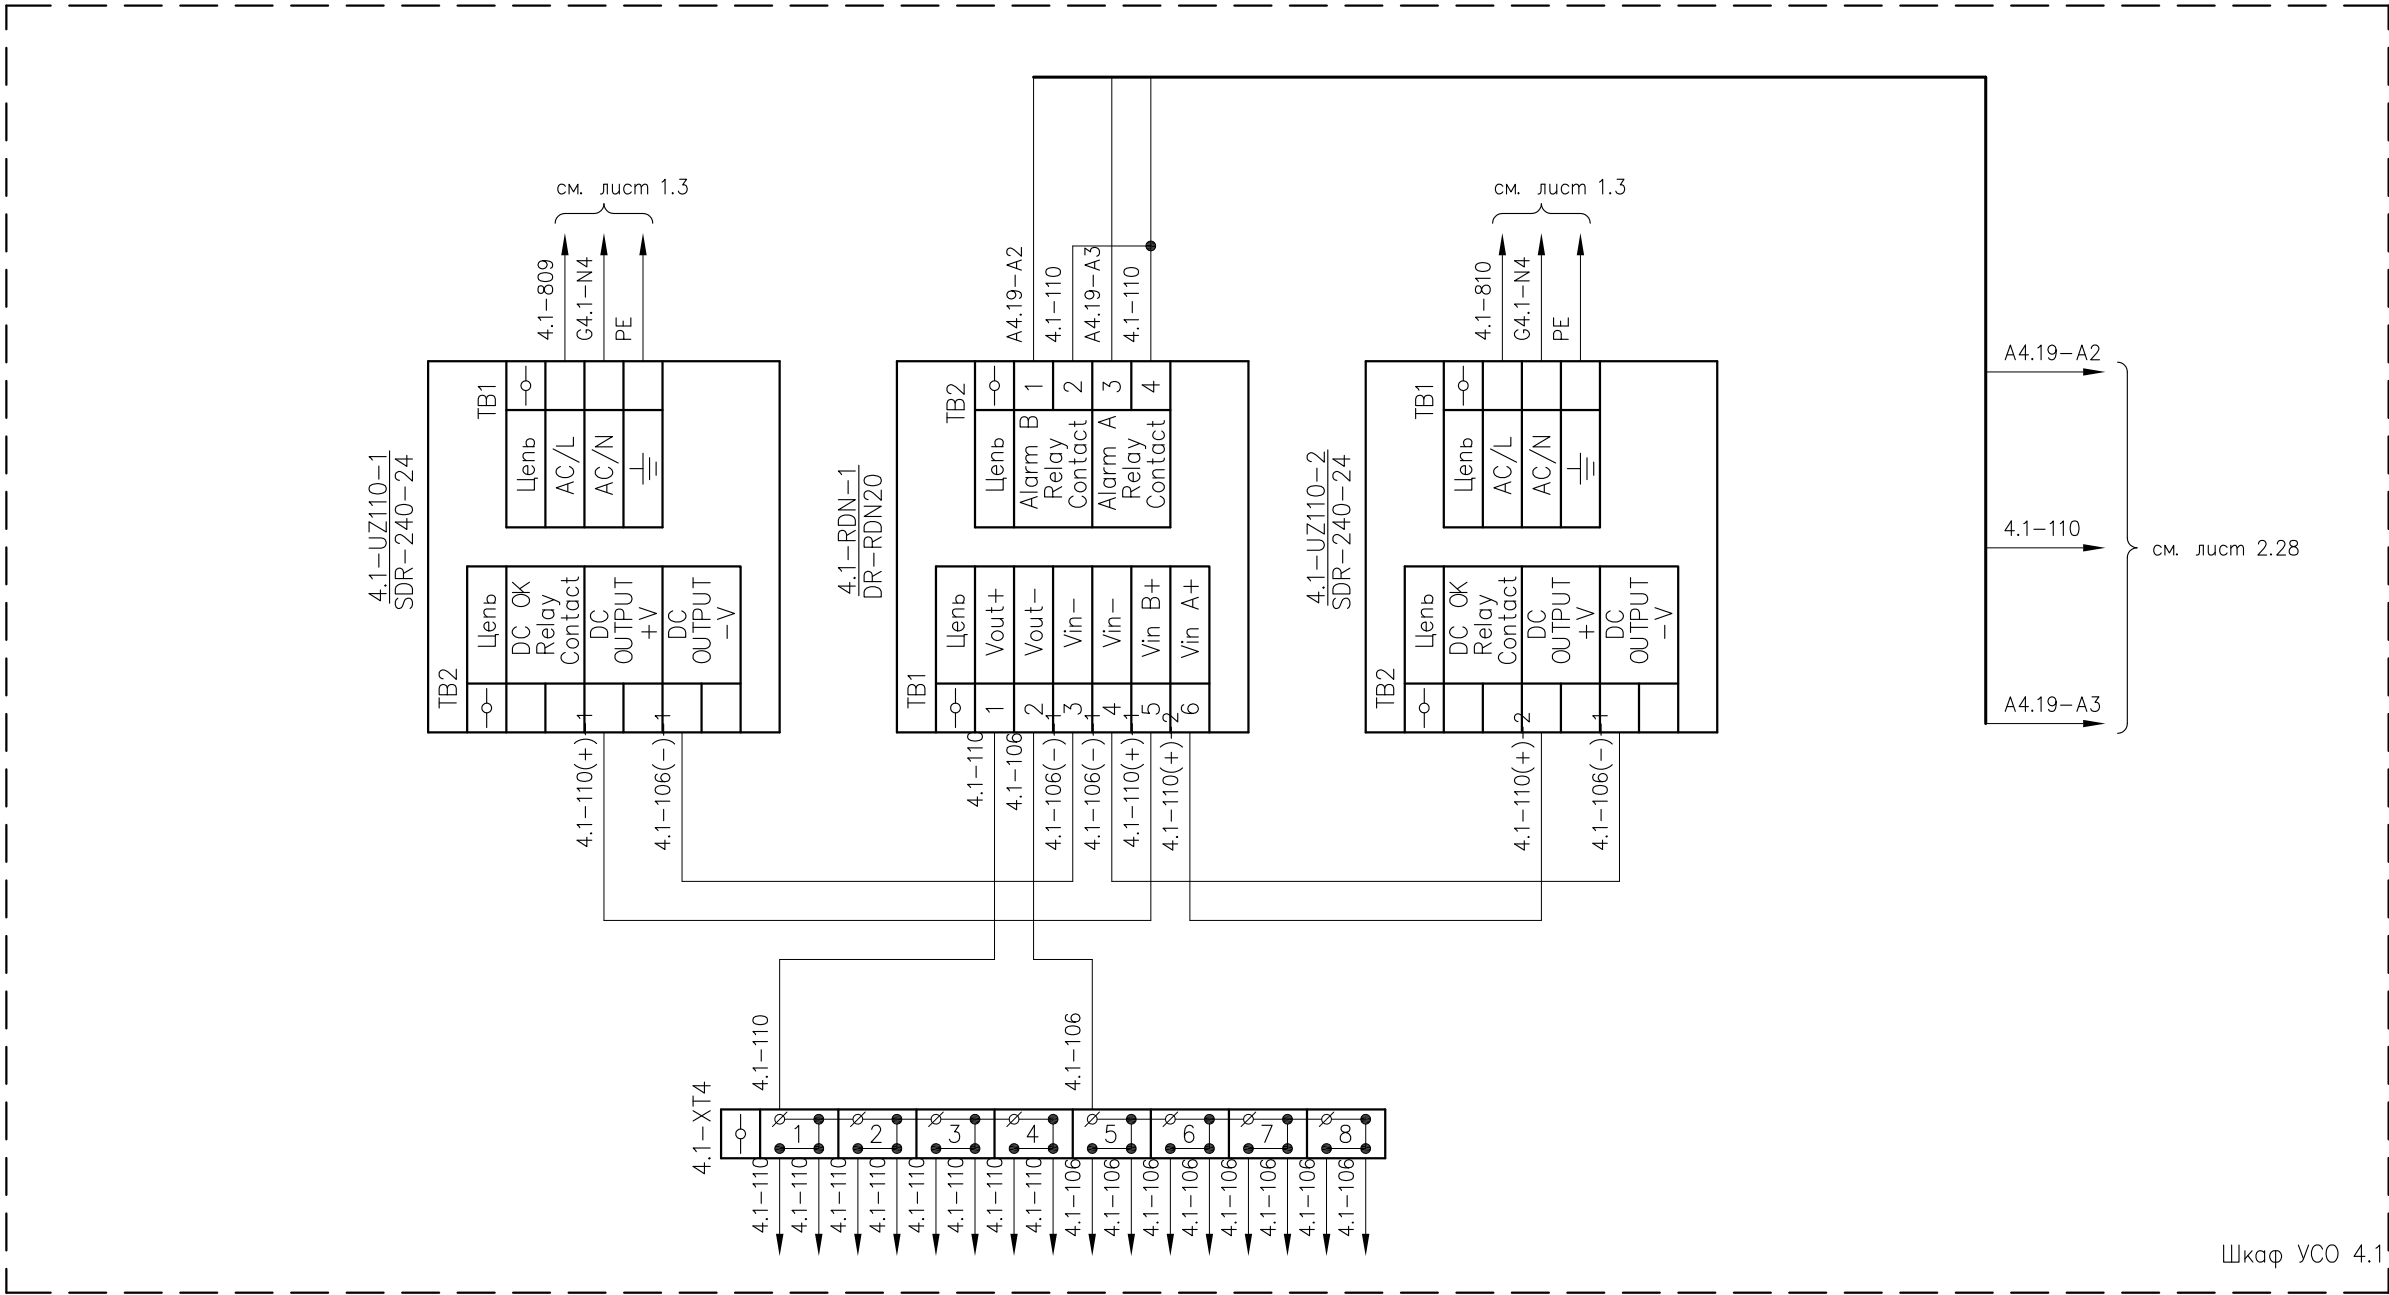 см. лист 1.3
4.1-809
G4.1-N4
PE
4.1-UZ110-1
SDR-240-24
TB1
Цепь
AC/L
AC/N
TB2
Цепь
DC OK
Relay
Contact
DC
OUTPUT
+V
DC
OUTPUT
-V
4.1-110(+)-1
4.1-106(-)-1
A4.19-A2
4.1-110
A4.19-A3
4.1-110
4.1-RDN-1
DR-RDN20
TB2
1
2
3
4
Цепь
Alarm B
Relay
Contact
Alarm A
Relay
Contact
TB1
Цепь
Vout+
Vout-
Vin-
Vin-
Vin B+
Vin A+
1
2
3
4
5
6
4.1-110
4.1-106
4.1-106(-)-1
4.1-106(-)-1
4.1-110(+)-1
4.1-110(+)-2
см. лист 1.3
4.1-810
G4.1-N4
PE
4.1-UZ110-2
SDR-240-24
TB1
Цепь
AC/L
AC/N
TB2
Цепь
DC OK
Relay
Contact
DC
OUTPUT
+V
DC
OUTPUT
-V
4.1-110(+)-2
4.1-106(-)-1
A4.19-A2
4.1-110
см. лист 2.28
A4.19-A3
4.1-110
4.1-106
4.1-XT4
1
2
3
4
5
6
7
8
4.1-110
4.1-110
4.1-110
4.1-110
4.1-110
4.1-110
4.1-110
4.1-110
4.1-106
4.1-106
4.1-106
4.1-106
4.1-106
4.1-106
4.1-106
4.1-106
Шкаф УСО 4.1